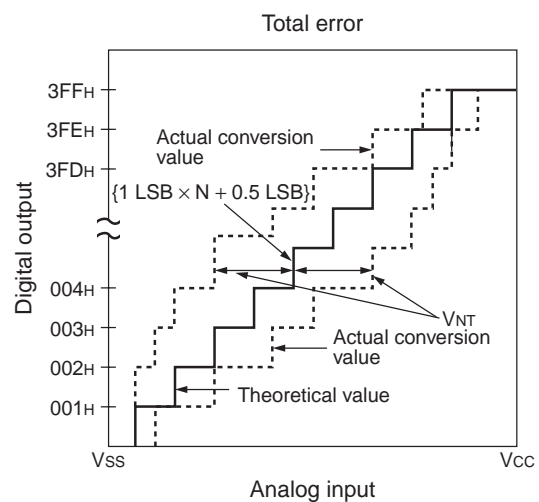 Total error
3FFH
3FEH
3FDH
Actual conversion
value
{1 LSB × N + 0.5 LSB}
Digital output
004H
003H
002H
001H
VNT
Actual conversion
value
Theoretical value
VSS
VCC
Analog input